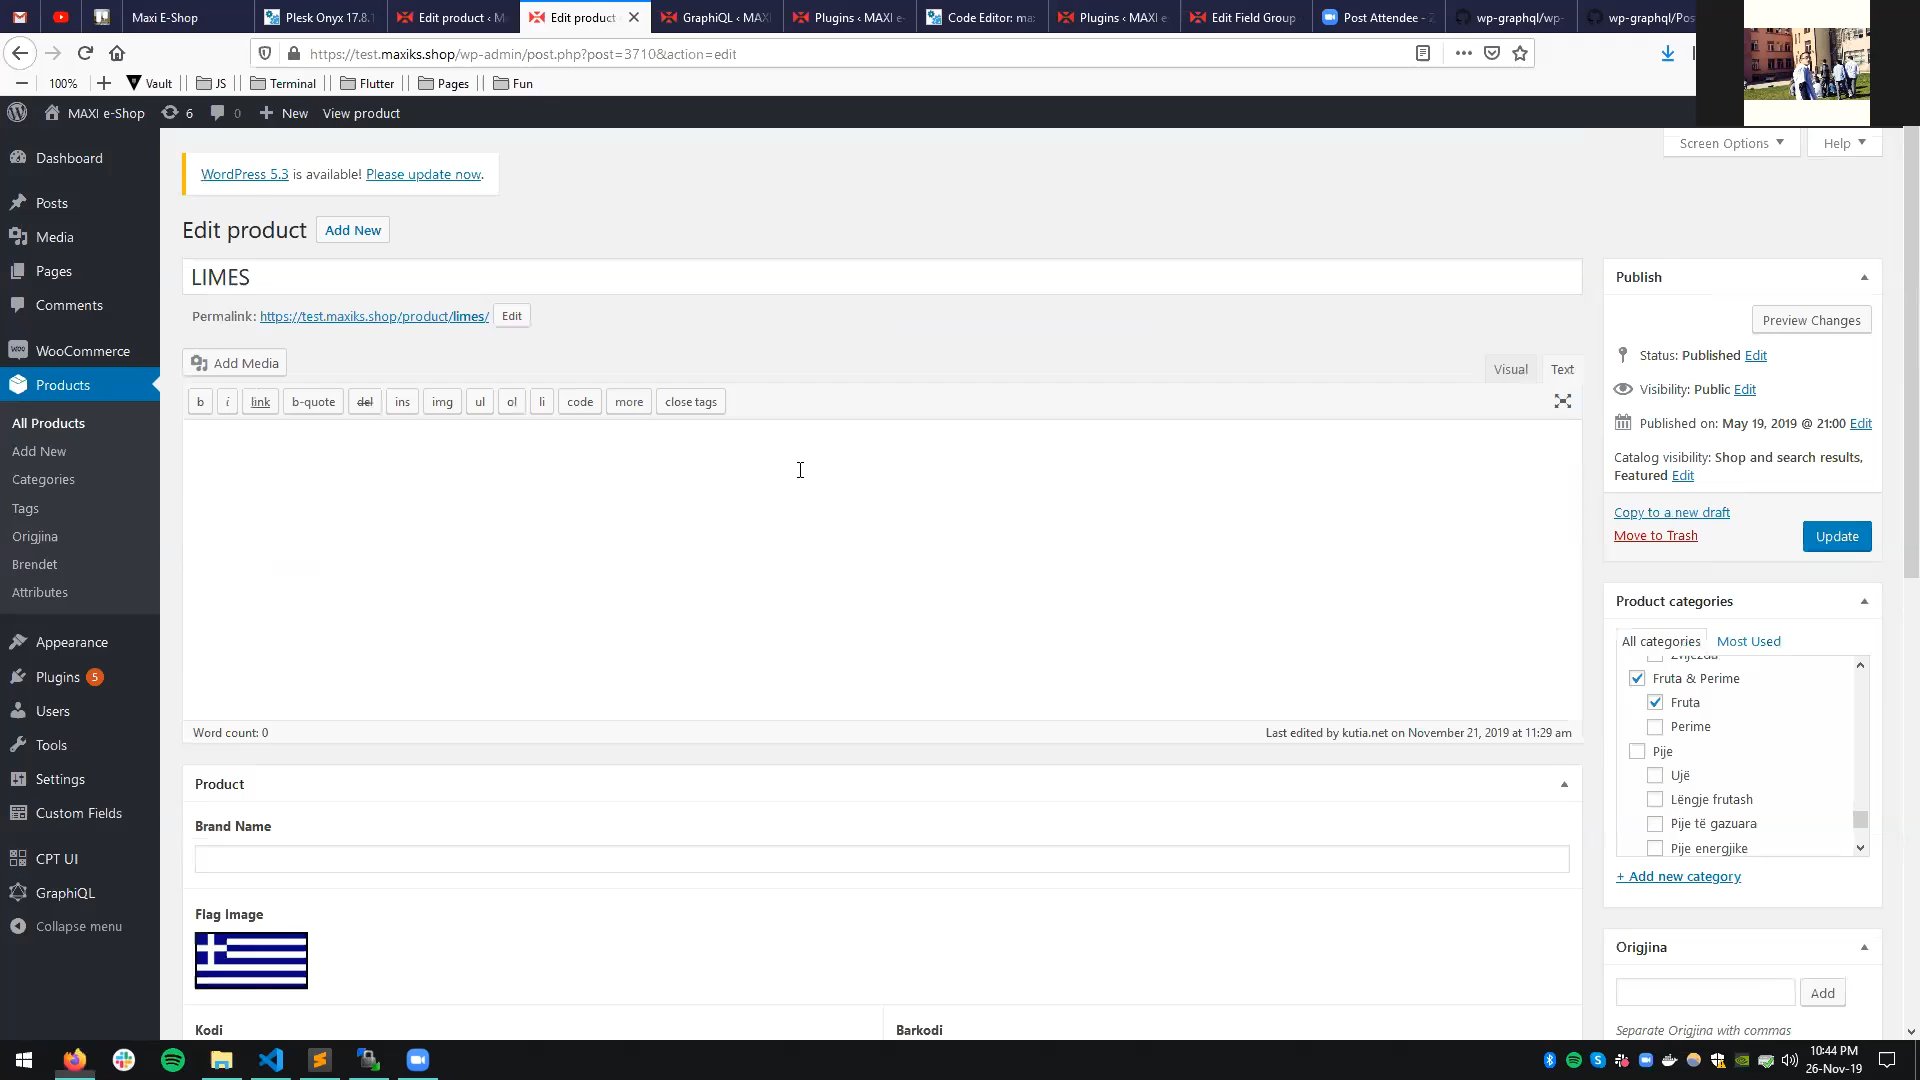 Maxi E-Shop
Plesk Onyx 17.8.1
Edit product ‹ M
Edit product
GraphiQL ‹ MAXI
Plugins ‹ MAXI e-
Code Editor: ma
Plugins ‹ MAXI e-
Edit Field Group
Post Attendee - Z
wp-graphql/wp-
wp-graphql/Pos
https://test.maxiks.shop/wp-admin/post.php?post=3710&action=edit
100%
Vault
JS
Terminal
Flutter
Pages
Fun
MAXI e-Shop
6
0
New
View product
Screen Options
Help
Dashboard
Posts
Media
Pages
Comments
WooCommerce
Products
All Products
Add New
Categories
Tags
Origjina
Brendet
Attributes
Appearance
Plugins 5
Users
Tools
Settings
Custom Fields
CPT UI
GraphiQL
Collapse menu
WordPress 5.3 is available! Please update now.
Edit product
Add New
LIMES
Permalink: https://test.maxiks.shop/product/limes/ Edit
Add Media
Visual
Text
b
i
link
b-quote
del
ins
img
ul
ol
li
code
more
close tags
Word count: 0
Last edited by kutia.net on November 21, 2019 at 11:29 am
Product
Brand Name
Flag Image
Kodi
Barkodi
Publish
Preview Changes
Status: Published Edit
Visibility: Public Edit
Published on: May 19, 2019 @ 21:00 Edit
Catalog visibility: Shop and search results,
Featured Edit
Copy to a new draft
Move to Trash
Update
Product categories
All categories
Most Used
Zvijezda
Fruta & Perime
Fruta
Perime
Pije
Ujë
Lëngje frutash
Pije të gazuara
Pije energjike
+ Add new category
Origjina
Add
Separate Origjina with commas
10:44 PM
26-Nov-19